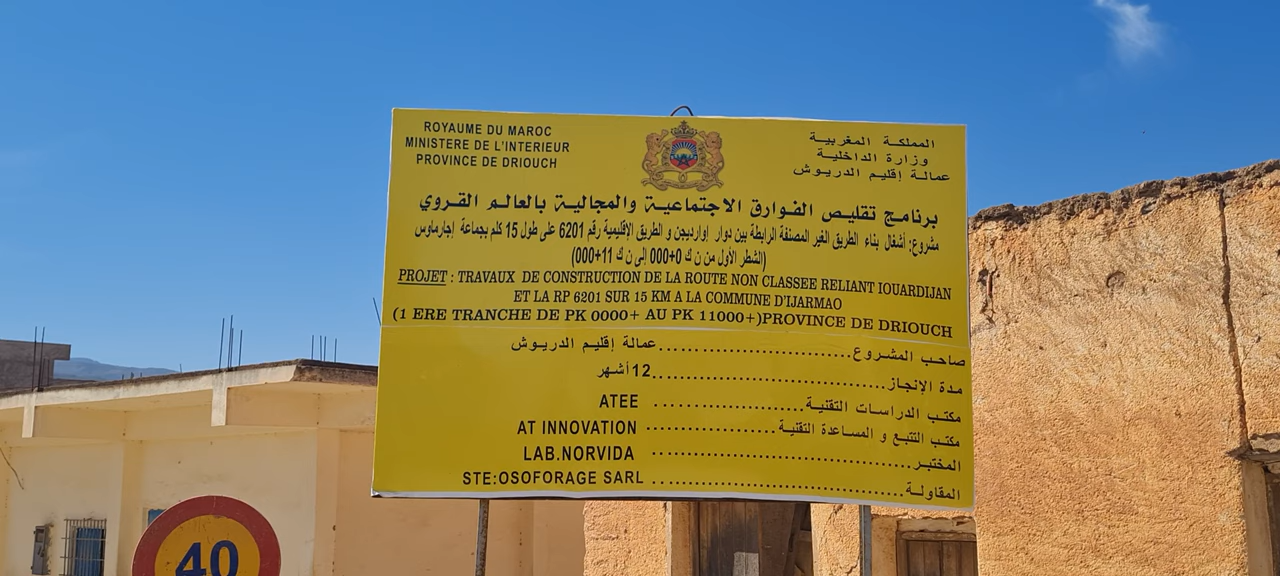 ROYAUME DU MAROC
MINISTERE DE L'INTERIEUR
PROVINCE DE DRIOUCH
المملكة المغربية
وزارة الداخلية
عمالة إقليم الدريوش
برنامج تقليص الفوارق الاجتماعية والمجالية بالعالم القروي
مشروع: أشغال بناء الطريق الغير المصنفة الرابطة بين دوار إوارديجن و الطريق الإقليمية رقم 6201 على طول 15 كلم بجماعة إجارماوس
(الشطر الأول من ن ك 0+000 إلى ن ك 11+000)
PROJET : TRAVAUX DE CONSTRUCTION DE LA ROUTE NON CLASSEE RELIANT IOUARDIJAN
ET LA RP 6201 SUR 15 KM A LA COMMUNE D'IJARMAO
(1 ERE TRANCHE DE PK 0000+ AU PK 11000+)PROVINCE DE DRIOUCH
صاحب المشروع.................................عمالة إقليم الدريوش
مدة الإنجاز.......................................12 أشهر
مكتب الدراسات التقنية........................ATEE
مكتب التتبع و المساعدة التقنية......................AT INNOVATION
المختبر........................................LAB.NORVIDA
المقاولة........................................STE:OSOFORAGE SARL
40